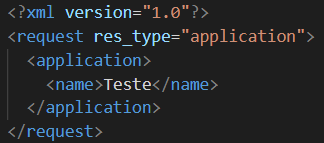 <?xml version="1.0"?>
<request res_type="application">
  <application>
    <name>Teste</name>
  </application>
</request>